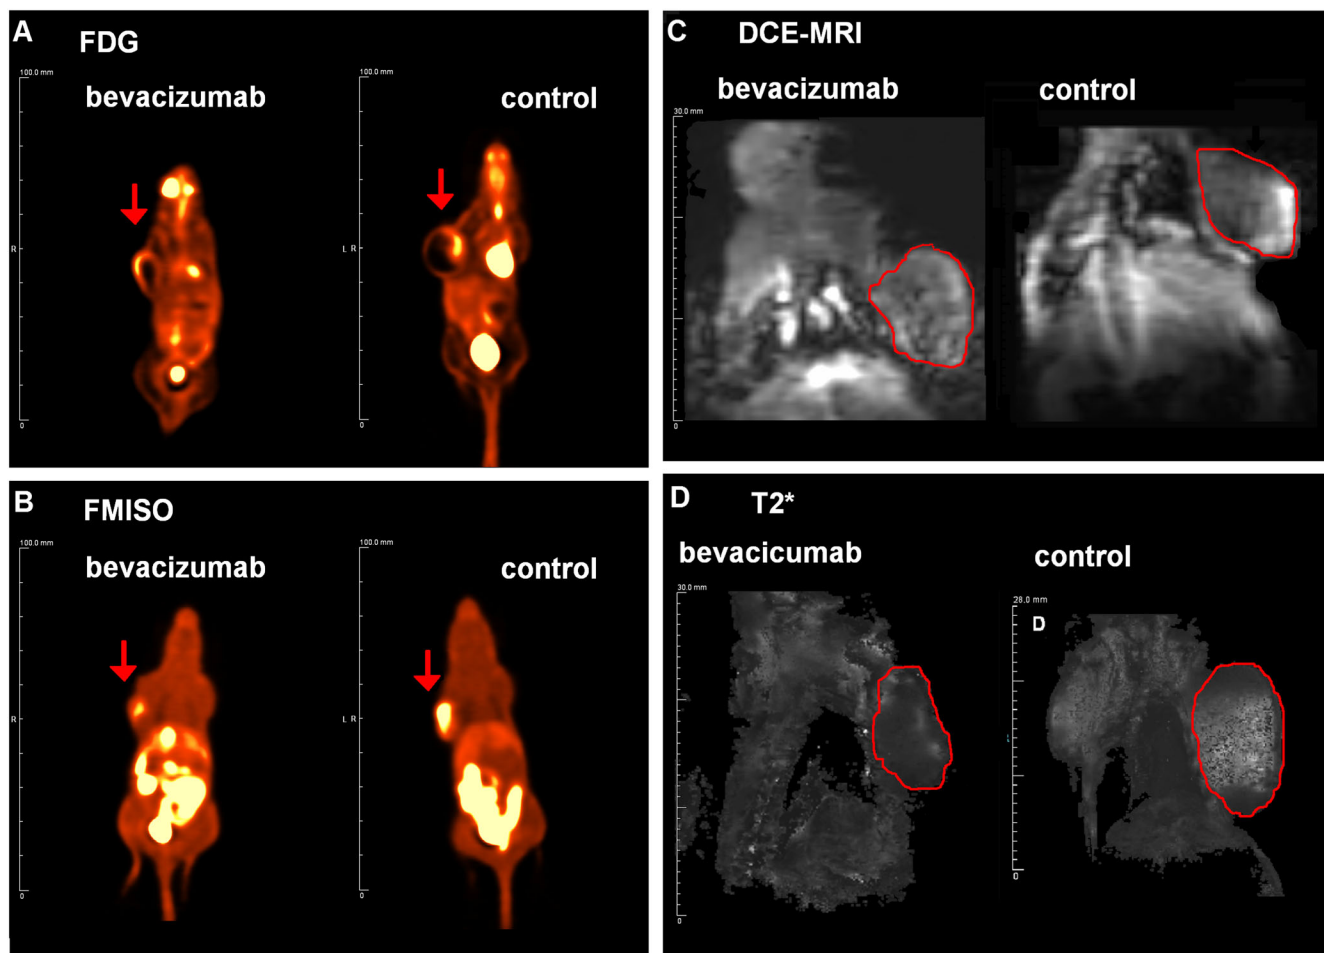 A
FDG
100.0 mm
bevacizumab
R
0
100.0 mm
control
L R
0
B
FMISO
100.0 mm
bevacizumab
R
0
100.0 mm
control
L R
0
C
DCE-MRI
bevacizumab
control
30.0 mm
0
D
T2*
bevacicumab
control
30.0 mm
0
28.0 mm
D
0